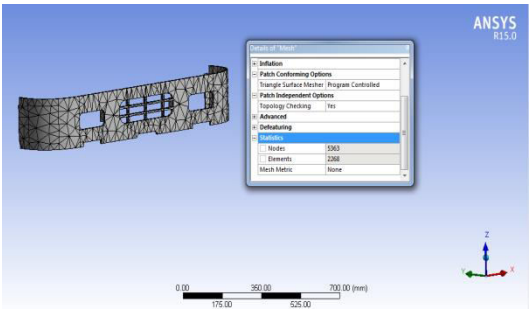 ANSYS
R15.0
Details of "Mesh"
Inflation
Patch Conforming Options
Triangle Surface Mesher Program Controlled
Patch Independent Options
Topology Checking Yes
Advanced
Defeaturing
Statistics
Nodes 5363
Elements 2368
Mesh Metric None
Z
Y X
0.00 350.00 700.00 (mm)
175.00 525.00